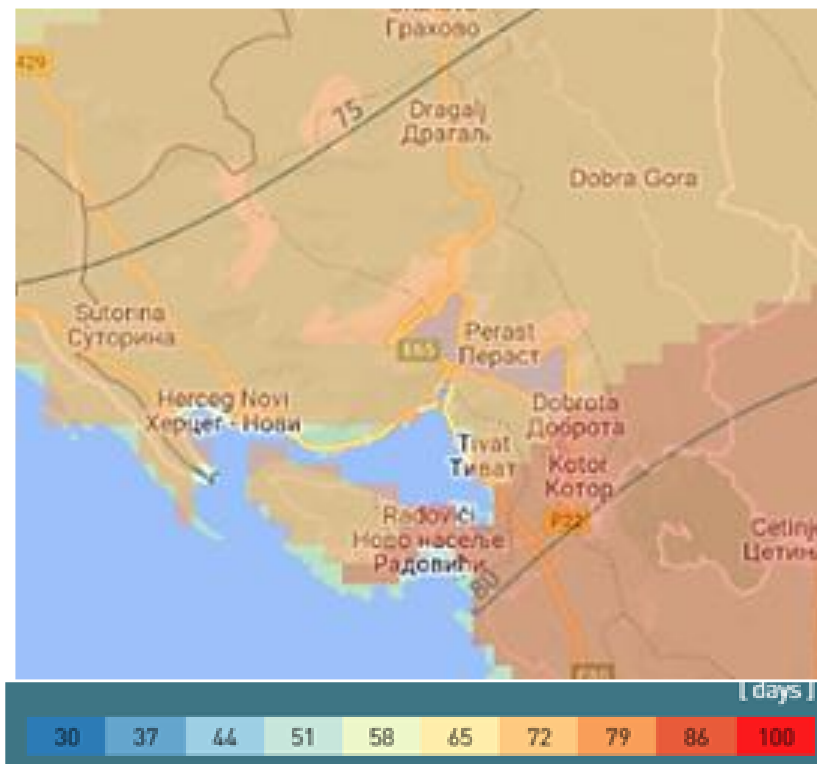 Грахово
429
75
Dragalj
Драгаљ
Dobra Gora
Sutorina
Суторина
Perast
Пераст
E65
Herceg Novi
Херцег - Нови
Dobrota
Доброта
Tivat
Тиват
Kotor
Котор
Radovići
Ново насеље
Радовићи
P22
Cetinj
Цетињ
80
[ days ]
30 37 44 51 58 65 72 79 86 100